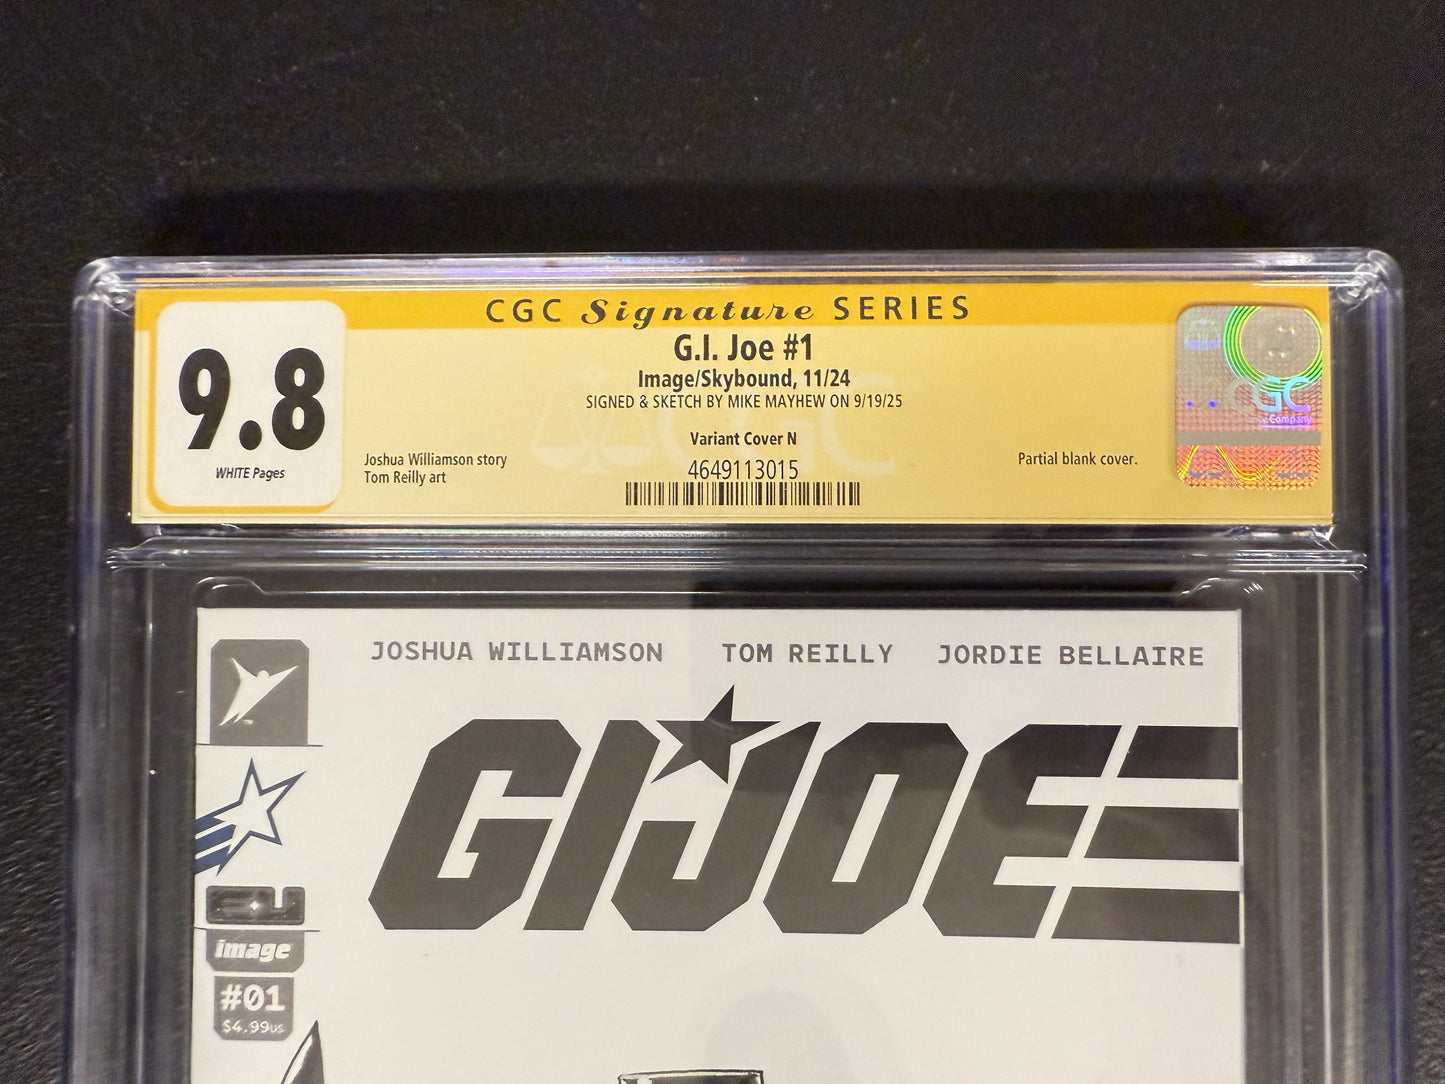 CGC Signature SERIES
G.I. Joe #1
Image/Skybound, 11/24
SIGNED & SKETCH BY MIKE MAYHEW ON 9/19/25
Variant Cover N
4649113015
9.8
WHITE Pages
Joshua Williamson story
Tom Reilly art
Partial blank cover.
CGC
JOSHUA WILLIAMSON TOM REILLY JORDIE BELLAIRE
GIJOE
image
#01
$4.99US